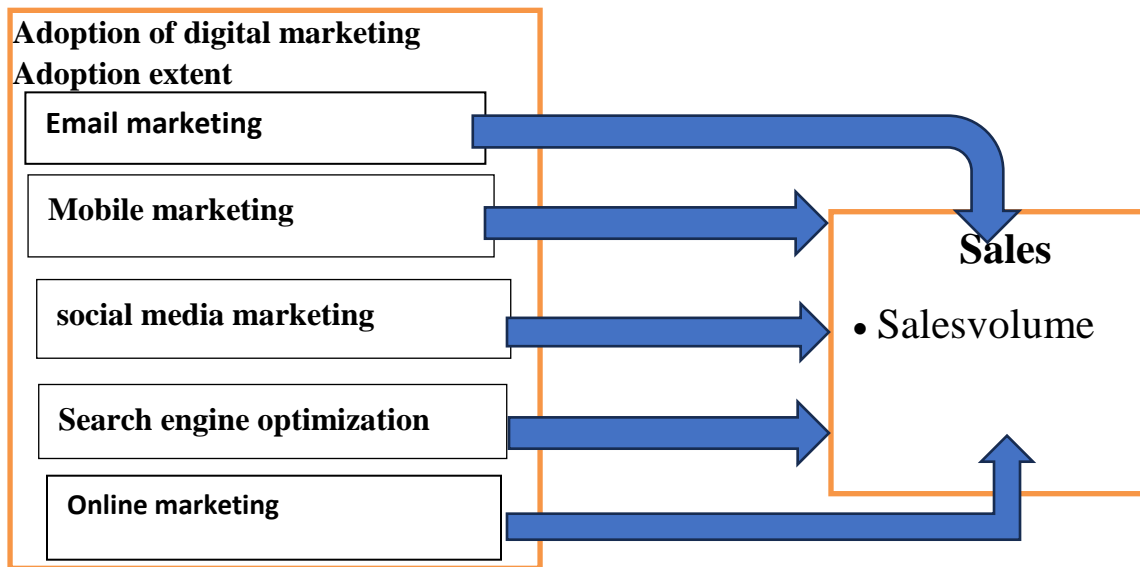 Adoption of digital marketing
Adoption extent
Email marketing
Mobile marketing
social media marketing
Search engine optimization
Online marketing
Sales
• Salesvolume